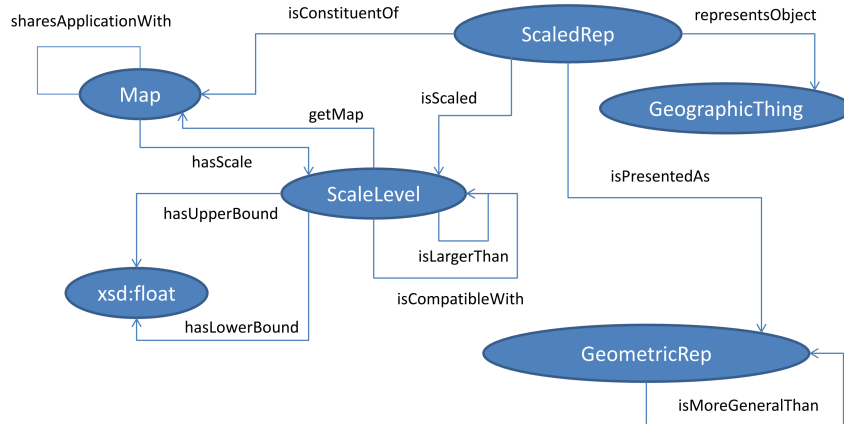 sharesApplicationWith
isConstituentOf
ScaledRep
representsObject
Map
isScaled
GeographicThing
getMap
hasScale
isPresentedAs
ScaleLevel
hasUpperBound
isLargerThan
xsd:float
isCompatibleWith
hasLowerBound
GeometricRep
isMoreGeneralThan